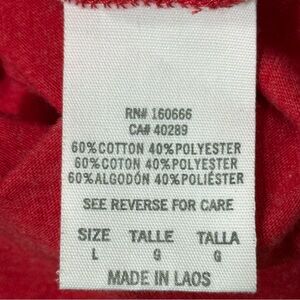 RN# 160666
CA# 40289
60%COTTON 40%POLYESTER
60%COTON 40%POLYESTER
60%ALGODÓN 40%POLIÉSTER
SEE REVERSE FOR CARE
SIZE TALLE TALLA
L G G
MADE IN LAOS